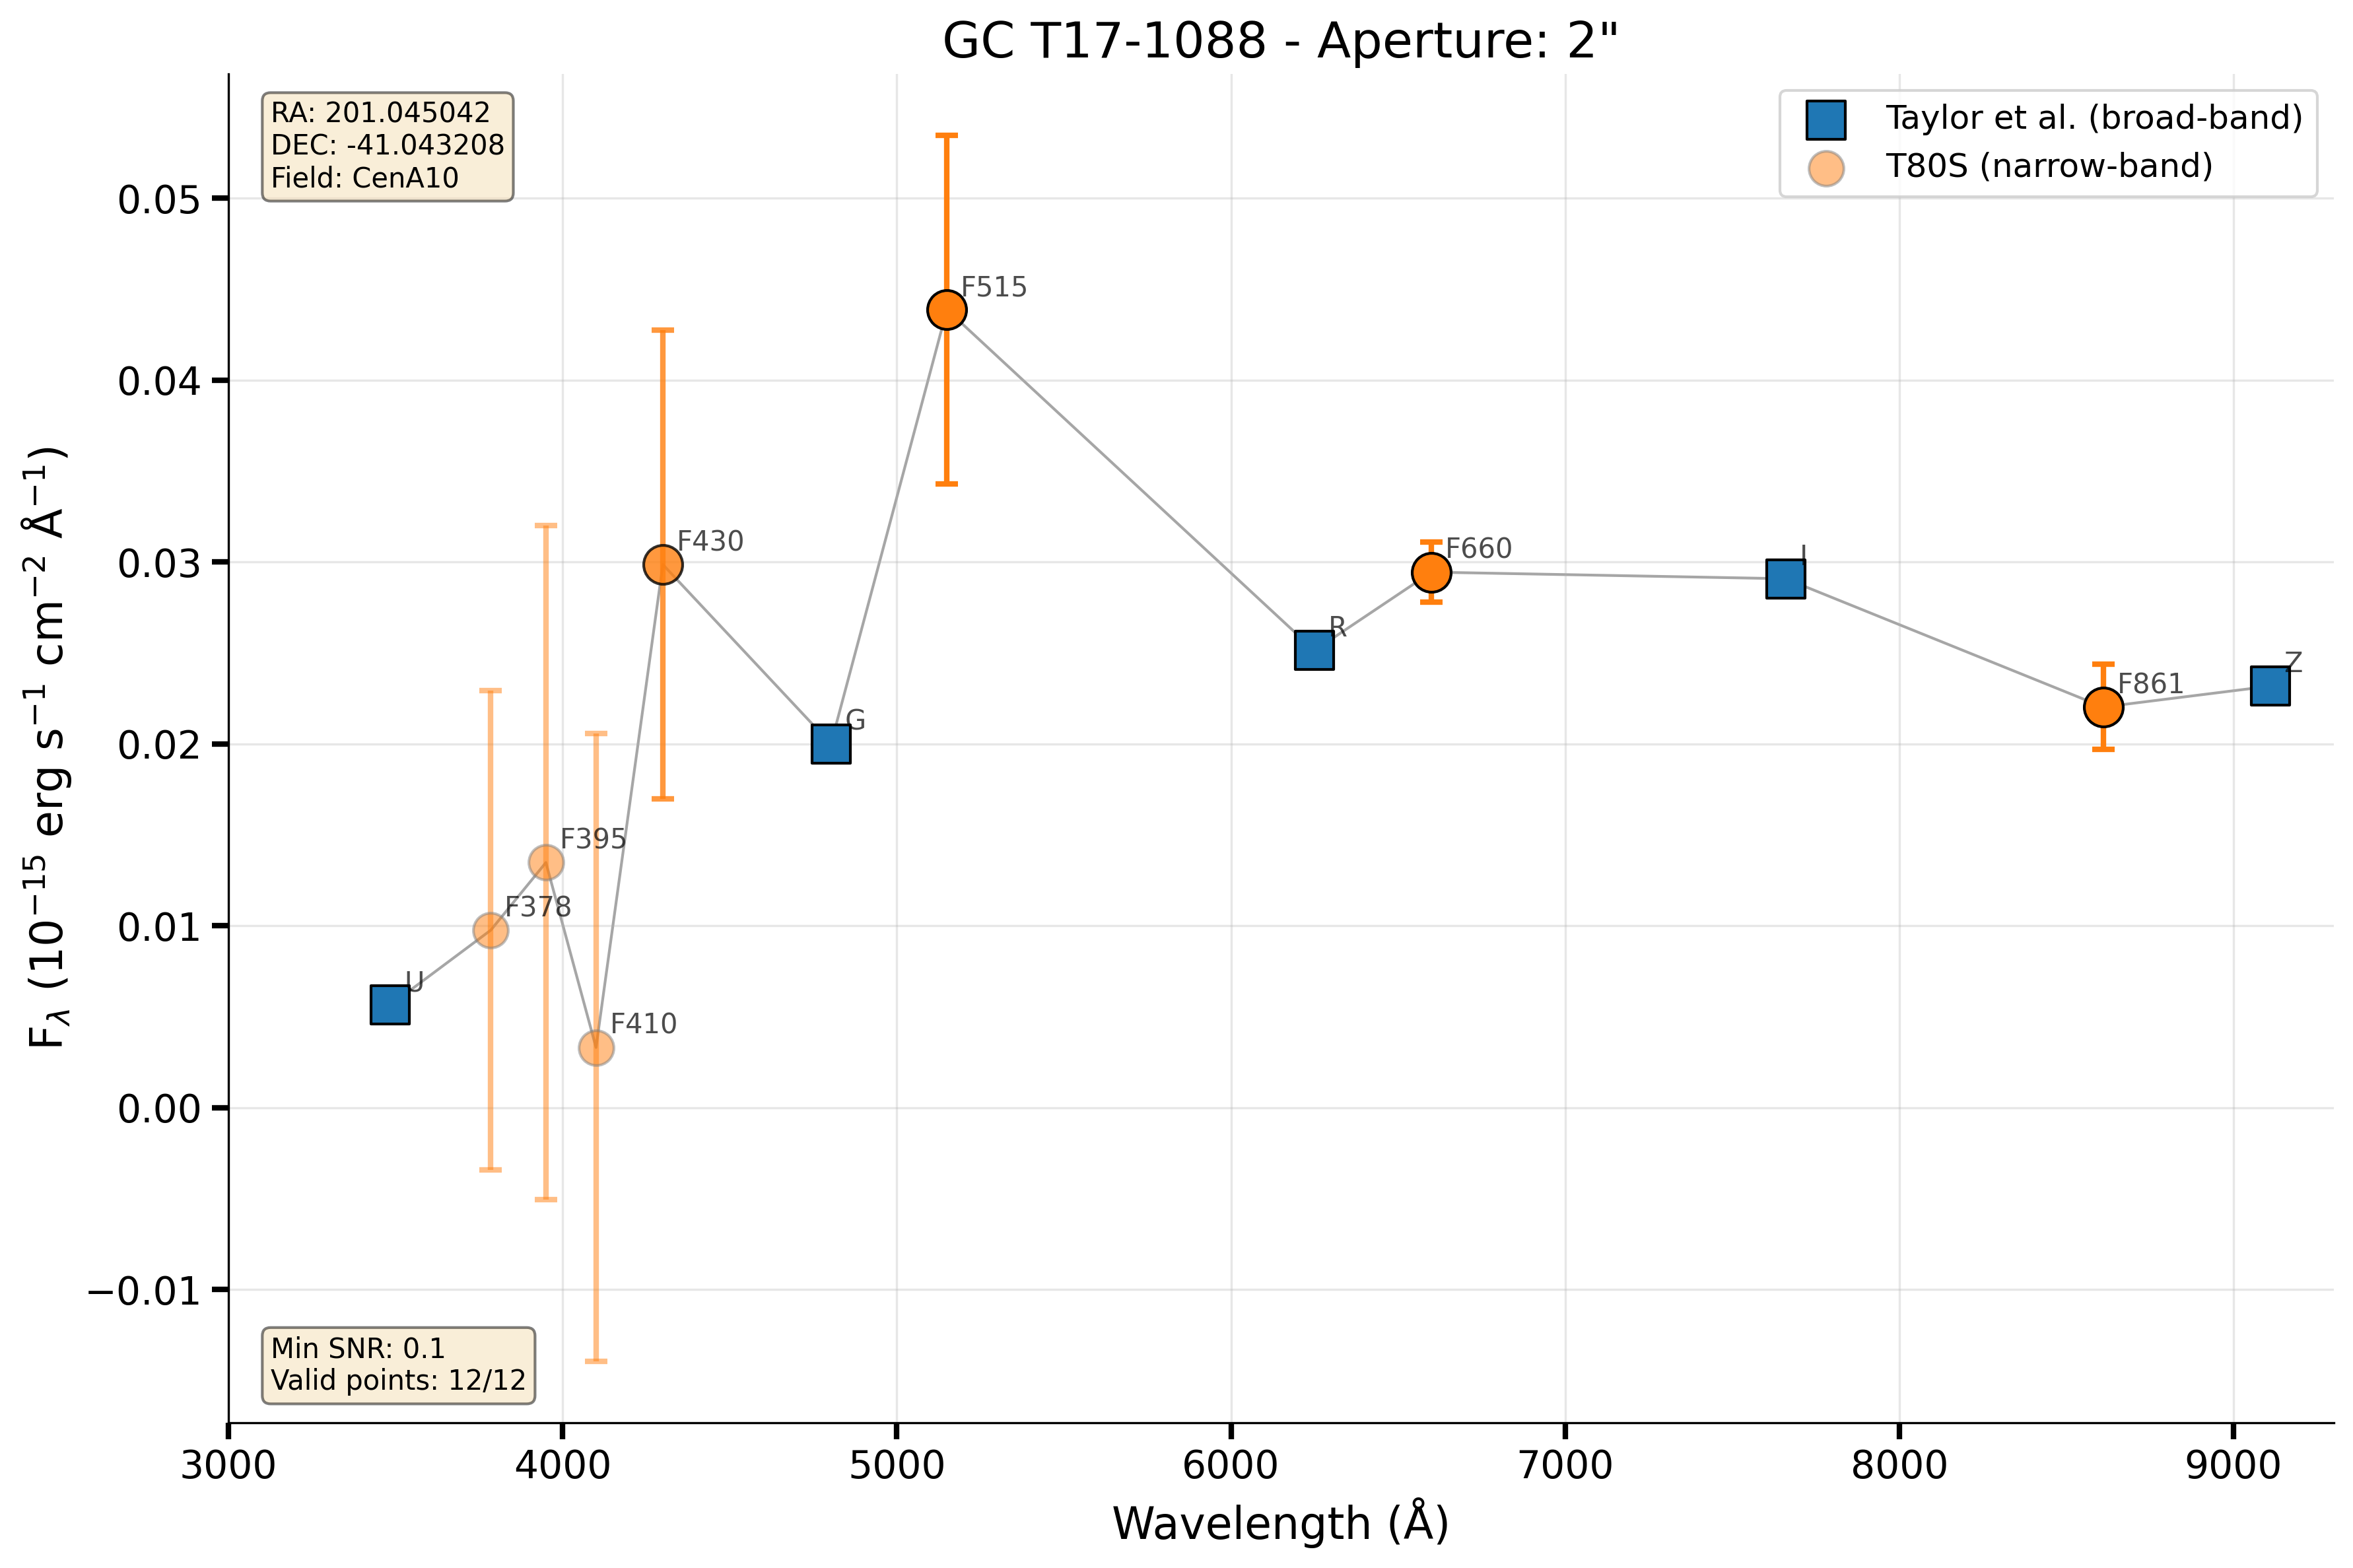 GC T17-1088 - Aperture: 2"
RA: 201.045042
DEC: -41.043208
Field: CenA10
Taylor et al. (broad-band)
T80S (narrow-band)
F_λ (10⁻¹⁵ erg s⁻¹ cm⁻² Å⁻¹)
0.05
0.04
0.03
0.02
0.01
0.00
−0.01
U
F378
F395
F410
F430
G
F515
R
F660
I
F861
Z
Min SNR: 0.1
Valid points: 12/12
3000 4000 5000 6000 7000 8000 9000
Wavelength (Å)